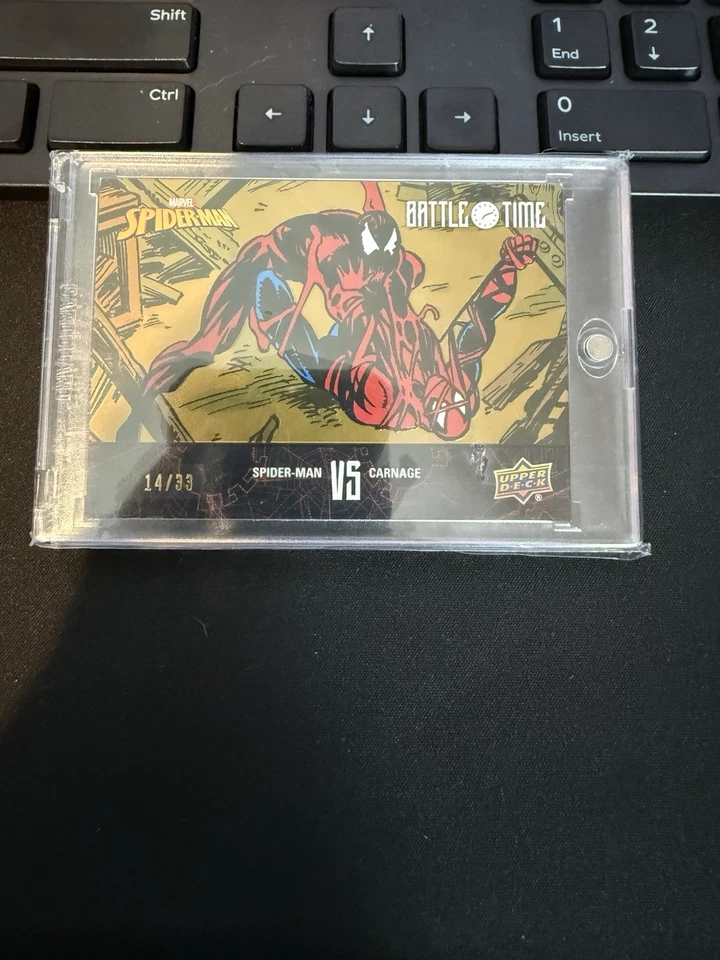 Shift
1
End
2
Ctrl
0
Insert
MARVEL
SPIDER-MAN
BATTLE TIME
14/33
SPIDER-MAN VS CARNAGE
UPPER
D·E·C·K
®